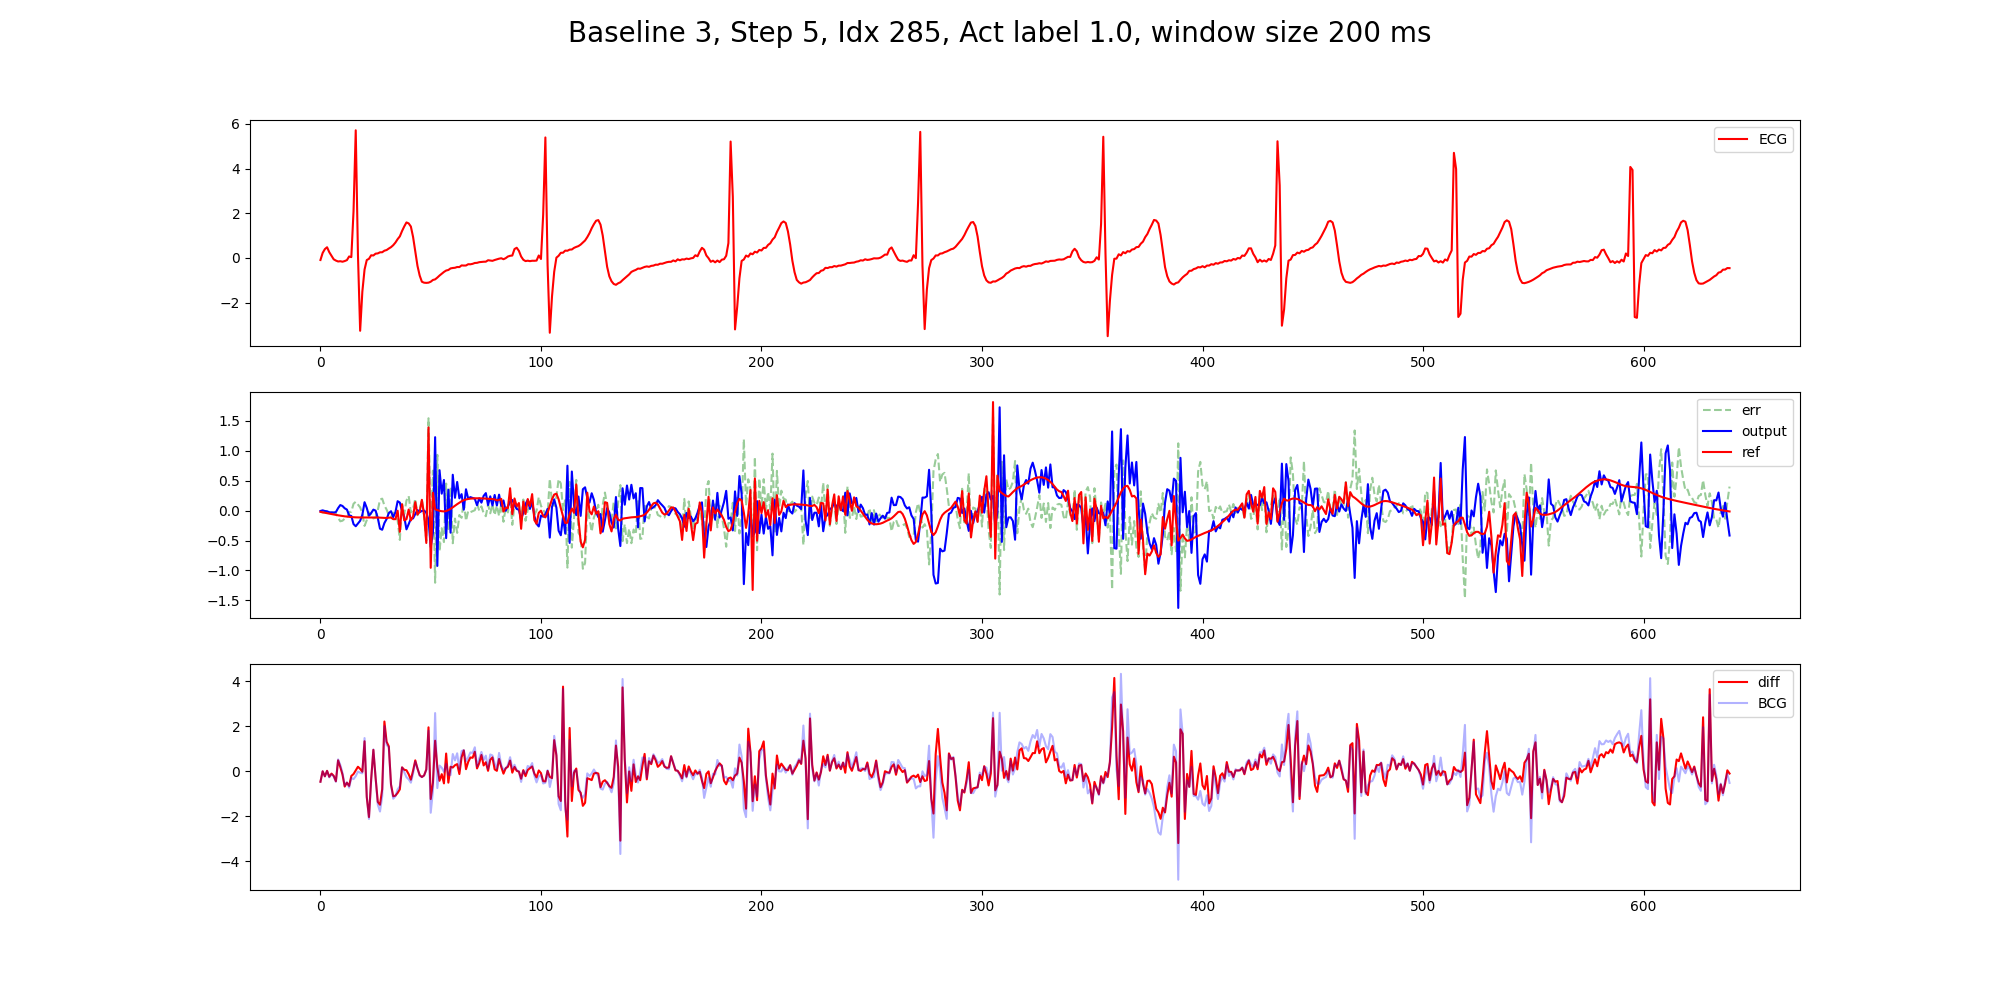 Baseline 3, Step 5, Idx 285, Act label 1.0, window size 200 ms
6
4
2
0
−2
ECG
0 100 200 300 400 500 600
1.5
1.0
0.5
0.0
−0.5
−1.0
−1.5
err
output
ref
0 100 200 300 400 500 600
4
2
0
−2
−4
diff
BCG
0 100 200 300 400 500 600